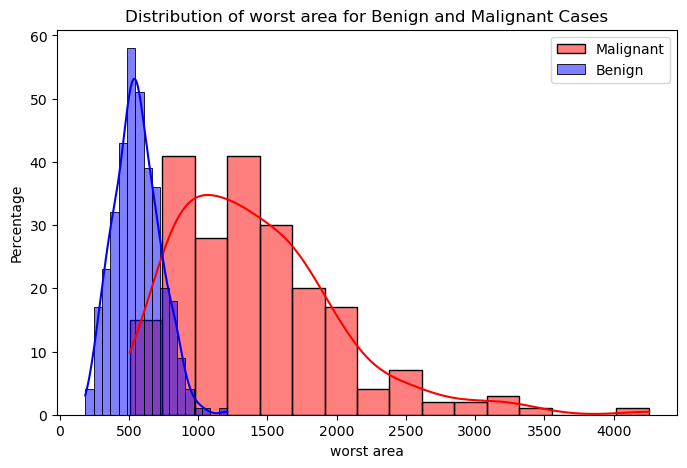 Distribution of worst area for Benign and Malignant Cases
60
50
40
30
20
10
0
Percentage
Malignant
Benign
0 500 1000 1500 2000 2500 3000 3500 4000
worst area